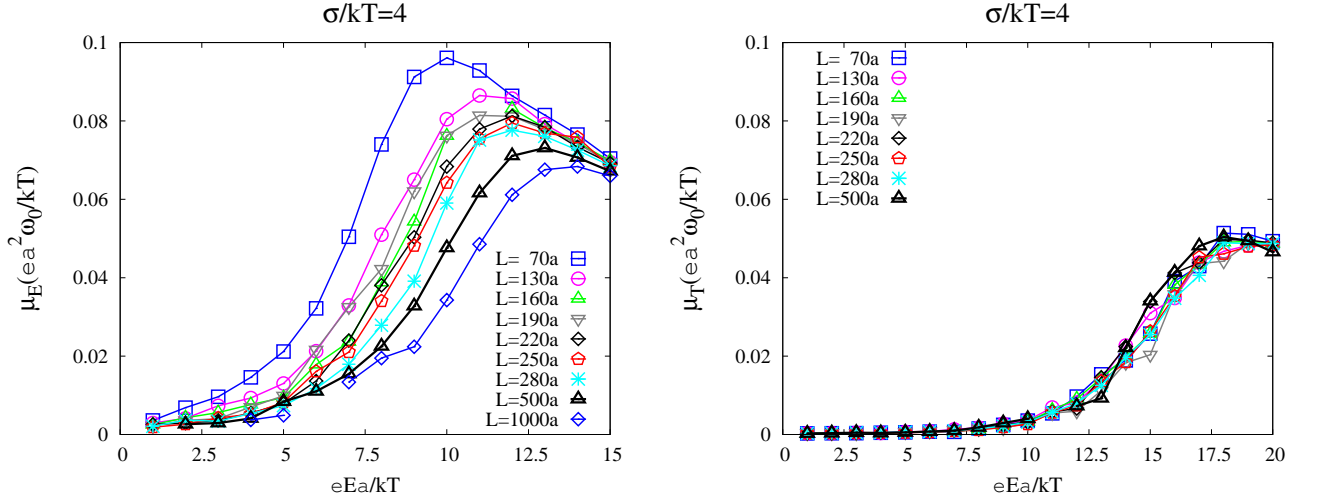 σ/kT=4
μ_E(ea²ω₀/kT)
0.1
0.08
0.06
0.04
0.02
0
0 2.5 5 7.5 10 12.5 15
eEa/kT
L= 70a
L=130a
L=160a
L=190a
L=220a
L=250a
L=280a
L=500a
L=1000a
σ/kT=4
μ_T(ea²ω₀/kT)
0.1
0.08
0.06
0.04
0.02
0
0 2.5 5 7.5 10 12.5 15 17.5 20
eEa/kT
L= 70a
L=130a
L=160a
L=190a
L=220a
L=250a
L=280a
L=500a